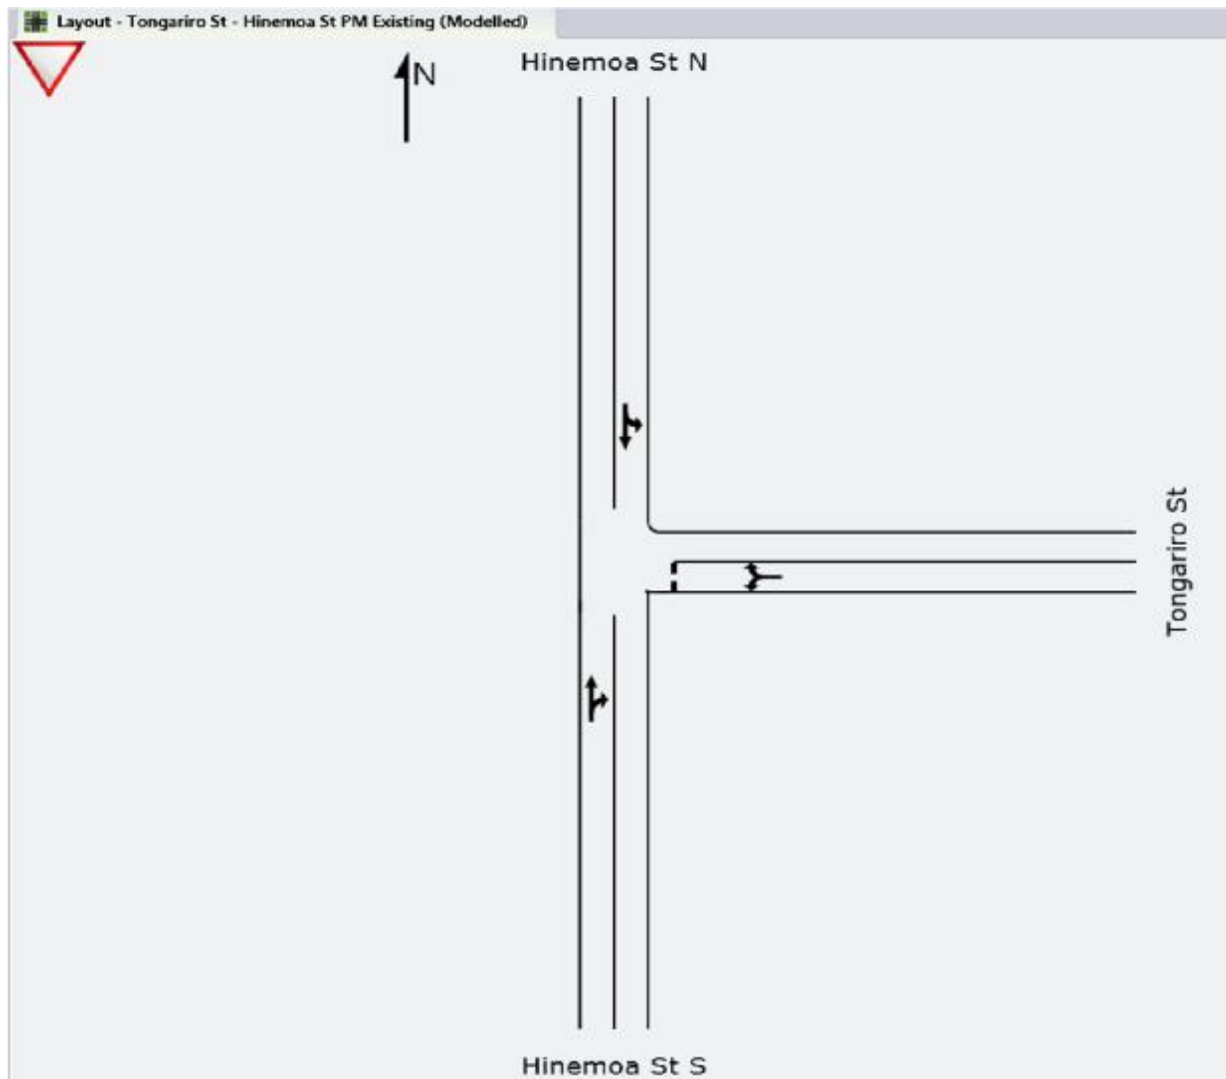 Layout - Tongariro St - Hinemoa St PM Existing (Modelled)
N
Hinemoa St N
Tongariro St
Hinemoa St S